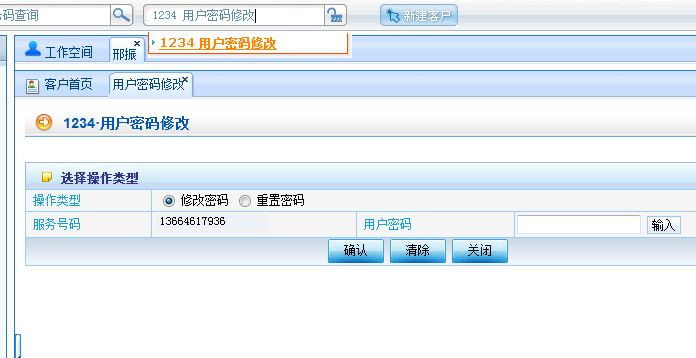 号码查询 1234 用户密码修改 新建客户
1234 用户密码修改
工作空间 邢振
客户首页 用户密码修改
1234·用户密码修改
选择操作类型
操作类型 修改密码 重置密码
服务号码 13664617936 用户密码 输入
确认 清除 关闭